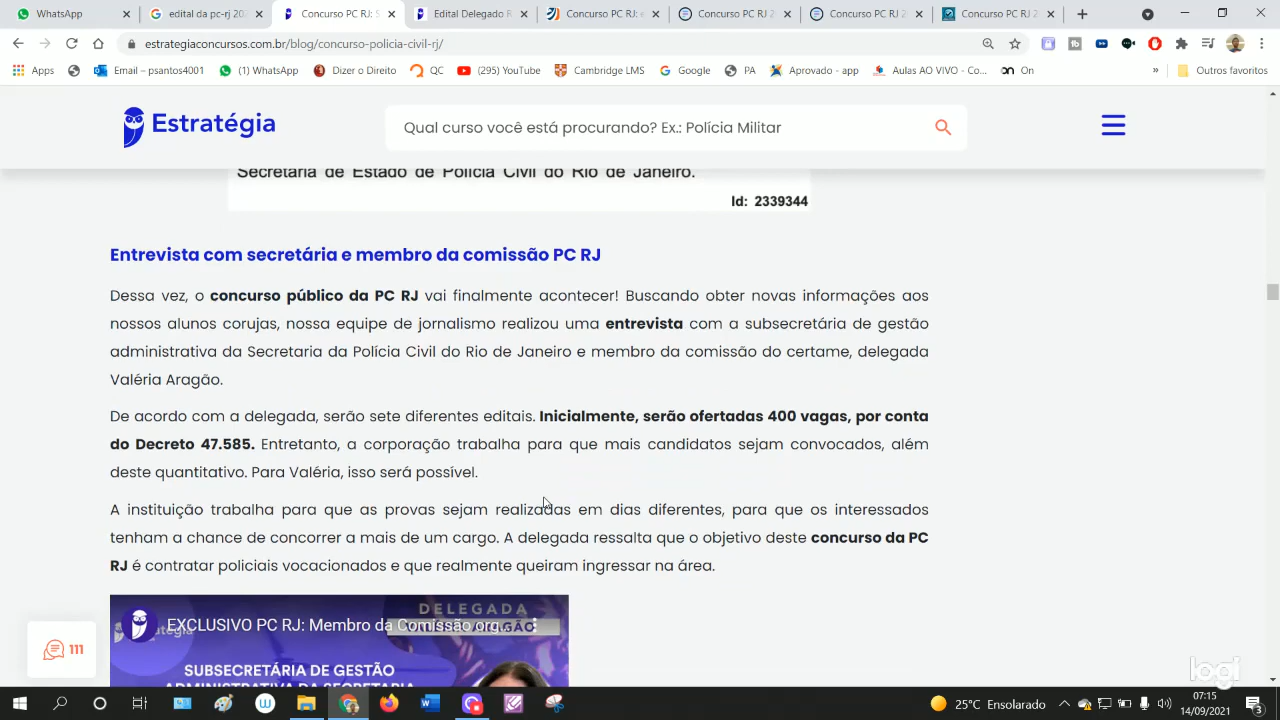 WhatsApp
edital da pc-rj 202
Concurso PC RJ: S
Edital Delegado R
Concurso PC RJ: e
Concurso PC RJ 2
Concurso PC RJ 2
Concurso PC RJ 2
estrategiaconcursos.com.br/blog/concurso-policia-civil-rj/
Apps
Email – psantos4001
(1) WhatsApp
Dizer o Direito
QC
(295) YouTube
Cambridge LMS
Google
PA
Aprovado - app
Aulas AO VIVO - Co...
On
»
Outros favoritos
Estratégia
Qual curso você está procurando? Ex.: Polícia Militar
Secretaria de Estado de Polícia Civil do Rio de Janeiro.
Id: 2339344
Entrevista com secretária e membro da comissão PC RJ
Dessa vez, o concurso público da PC RJ vai finalmente acontecer! Buscando obter novas informações aos
nossos alunos corujas, nossa equipe de jornalismo realizou uma entrevista com a subsecretária de gestão
administrativa da Secretaria da Polícia Civil do Rio de Janeiro e membro da comissão do certame, delegada
Valéria Aragão.
De acordo com a delegada, serão sete diferentes editais. Inicialmente, serão ofertadas 400 vagas, por conta
do Decreto 47.585. Entretanto, a corporação trabalha para que mais candidatos sejam convocados, além
deste quantitativo. Para Valéria, isso será possível.
A instituição trabalha para que as provas sejam realizadas em dias diferentes, para que os interessados
tenham a chance de concorrer a mais de um cargo. A delegada ressalta que o objetivo deste concurso da PC
RJ é contratar policiais vocacionados e que realmente queiram ingressar na área.
DELEGADA
EXCLUSIVO PC RJ: Membro da Comissão org...
SUBSECRETÁRIA DE GESTÃO
ADMINISTRATIVA DA SECRETARIA
111
logi
25°C Ensolarado
07:15
14/09/2021
3